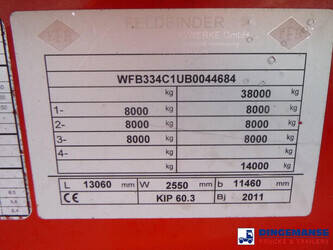 FEB FELDBINDER FEB
WERKE GmbH
WFB334C1UB0044684
kg kg 38000
1- 8000 kg 8000 kg
2- 8000 kg 8000 kg
3- 8000 kg 8000 kg
4- kg kg
14000
L 13060 mm W 2550 mm b 11460 mm
CE KIP 60.3 Bj 2011
DINGEMANSE
TRUCKS & TRAILERS